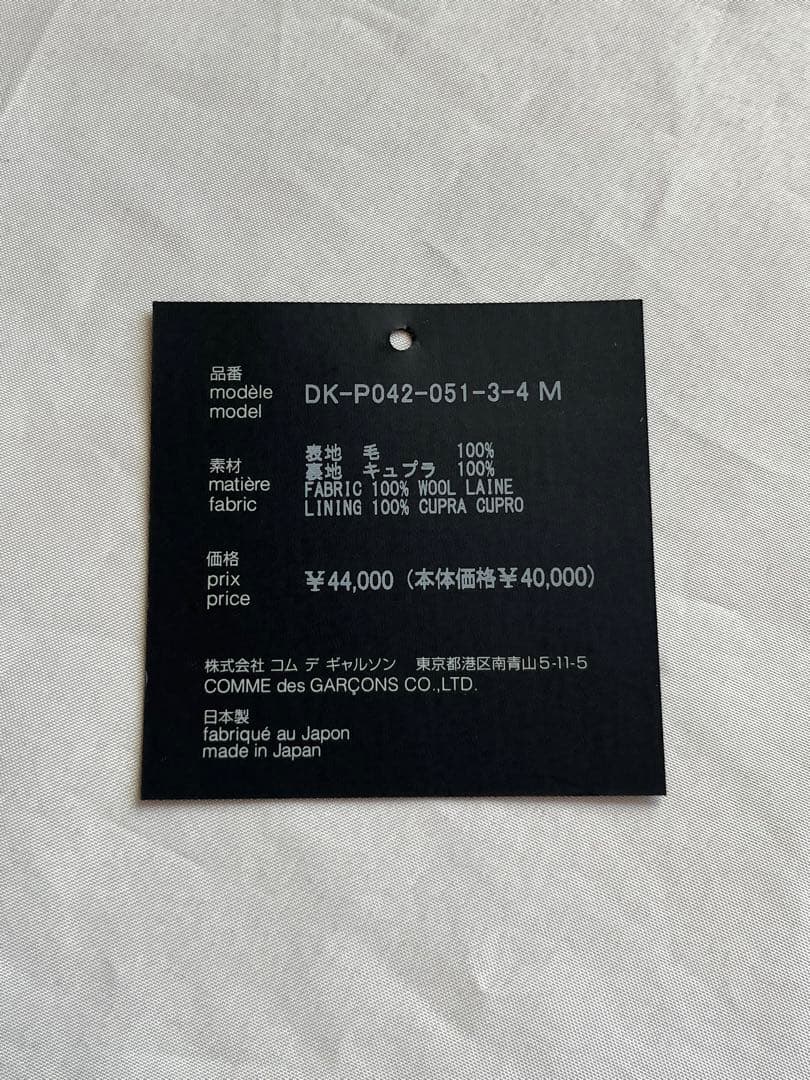 品番
modèle
model
DK-P042-051-3-4 M
素材
matière
fabric
表地 毛 100%
裏地 キュプラ 100%
FABRIC 100% WOOL LAINE
LINING 100% CUPRA CUPRO
価格
prix
price
¥44,000 (本体価格¥40,000)
株式会社 コム デ ギャルソン 東京都港区南青山5-11-5
COMME des GARÇONS CO.,LTD.
日本製
fabriqué au Japon
made in Japan